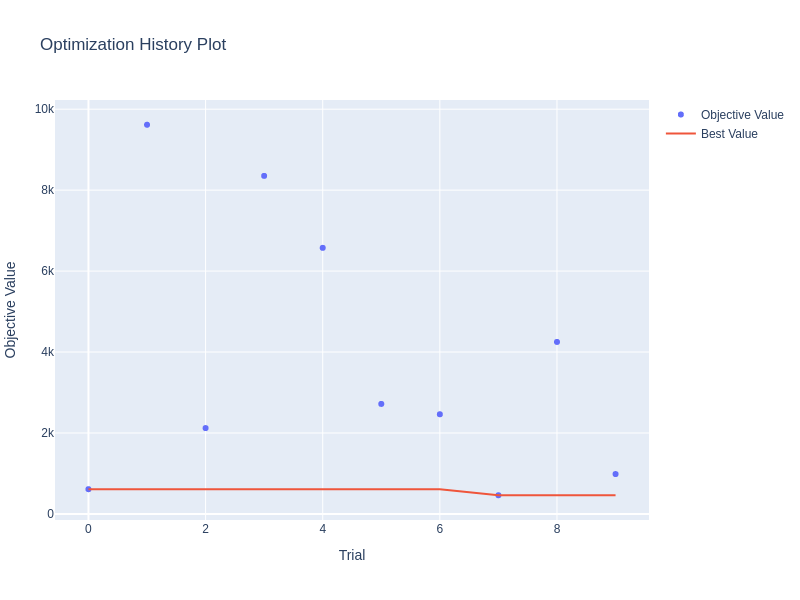 Optimization History Plot
Objective Value
Best Value
10k
8k
6k
4k
2k
0
Objective Value
0 2 4 6 8
Trial